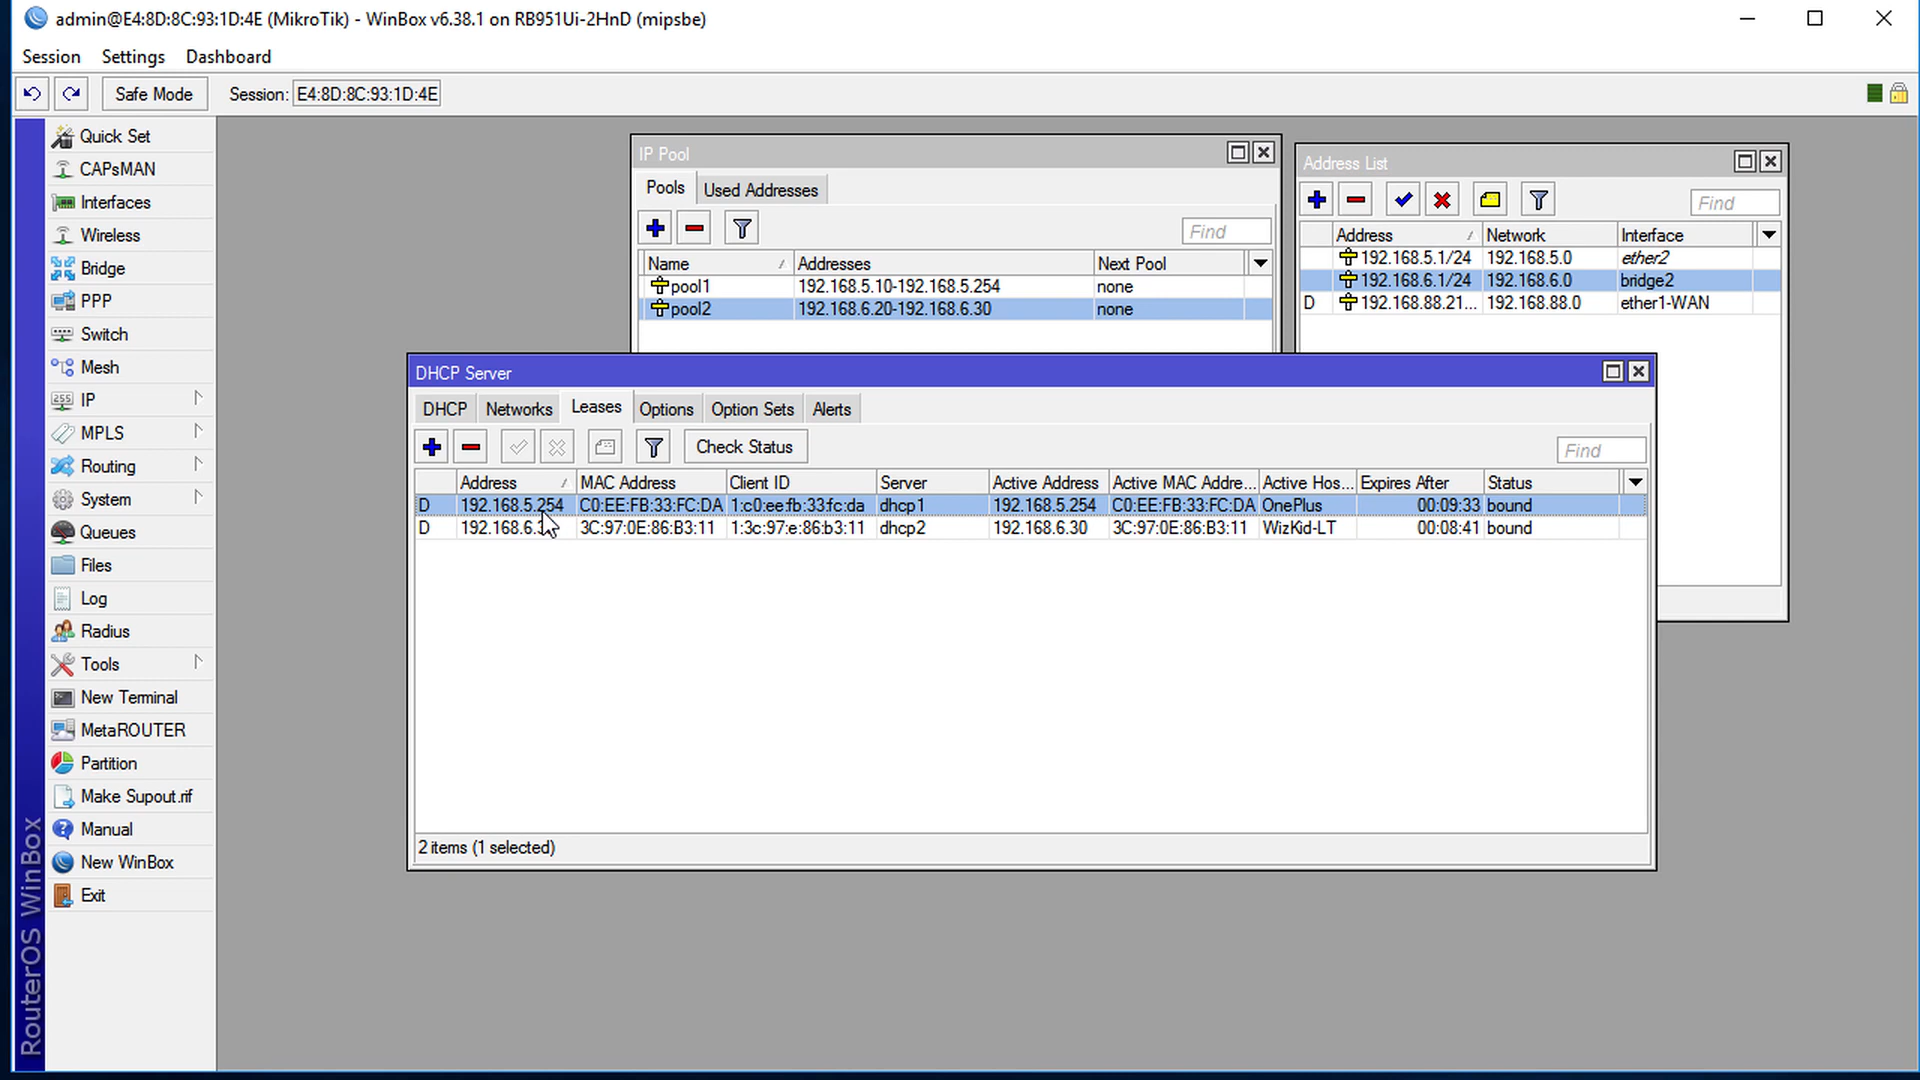 admin@E4:8D:8C:93:1D:4E (MikroTik) - WinBox v6.38.1 on RB951Ui-2HnD (mipsbe)
Session Settings Dashboard
Safe Mode Session: E4:8D:8C:93:1D:4E
Quick Set
CAPsMAN
Interfaces
Wireless
Bridge
PPP
Switch
Mesh
IP
MPLS
Routing
System
Queues
Files
Log
Radius
Tools
New Terminal
MetaROUTER
Partition
Make Supout.rif
Manual
New WinBox
Exit
RouterOS WinBox
IP Pool
Pools Used Addresses
Find
Name Addresses Next Pool
pool1 192.168.5.10-192.168.5.254 none
pool2 192.168.6.20-192.168.6.30 none
Address List
Find
Address Network Interface
192.168.5.1/24 192.168.5.0 ether2
192.168.6.1/24 192.168.6.0 bridge2
D 192.168.88.21... 192.168.88.0 ether1-WAN
DHCP Server
DHCP Networks Leases Options Option Sets Alerts
Check Status Find
Address MAC Address Client ID Server Active Address Active MAC Addre... Active Hos... Expires After Status
D 192.168.5.254 C0:EE:FB:33:FC:DA 1:c0:ee:fb:33:fc:da dhcp1 192.168.5.254 C0:EE:FB:33:FC:DA OnePlus 00:09:33 bound
D 3C:97:0E:86:B3:11 1:3c:97:e:86:b3:11 dhcp2 192.168.6.30 3C:97:0E:86:B3:11 WizKid-LT 00:08:41 bound
2 items (1 selected)